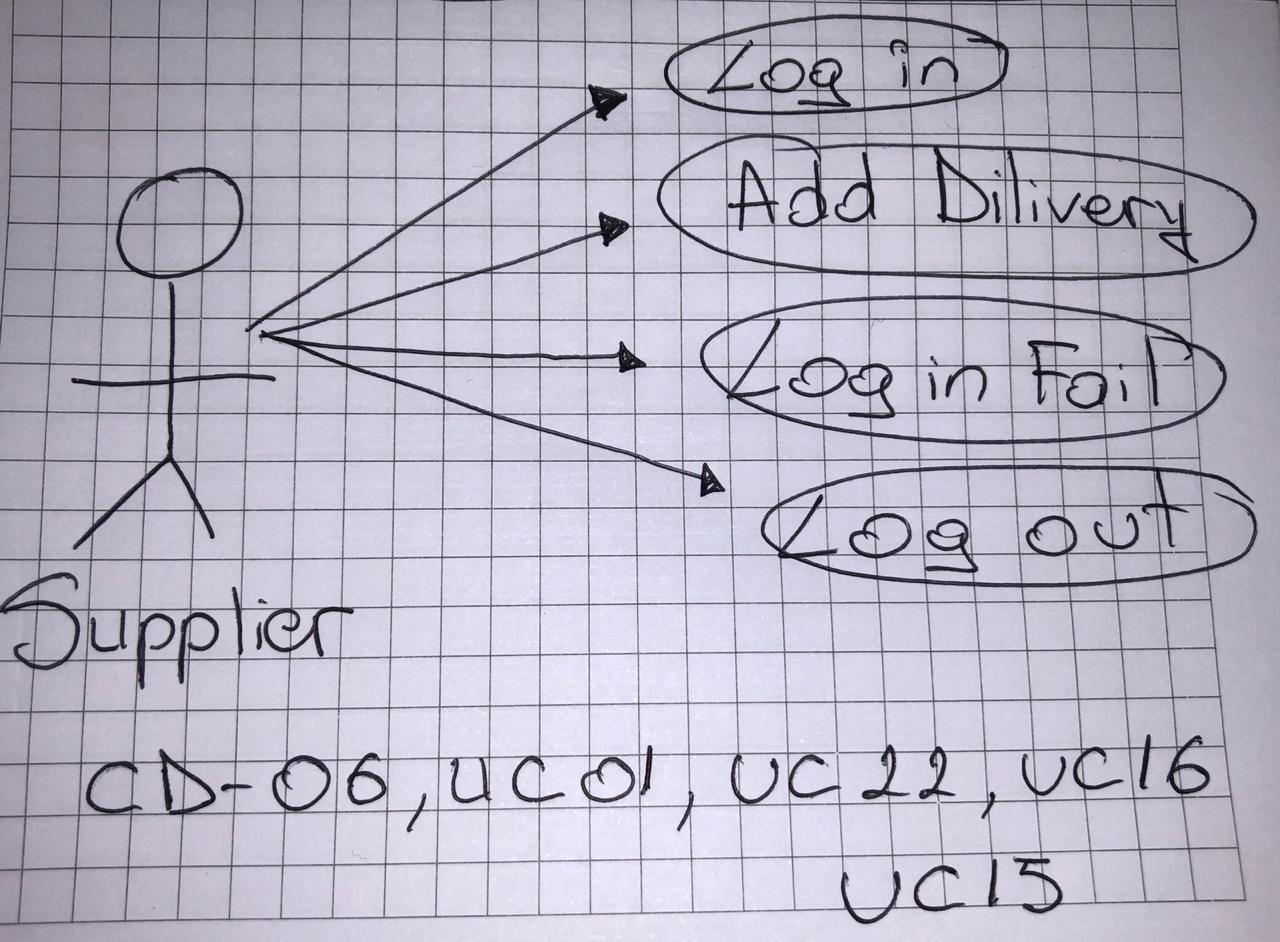 Log in
Add Dilivery
Log in Fail
Log out
Supplier
CD-06, UC01, UC22, UC16
UC15